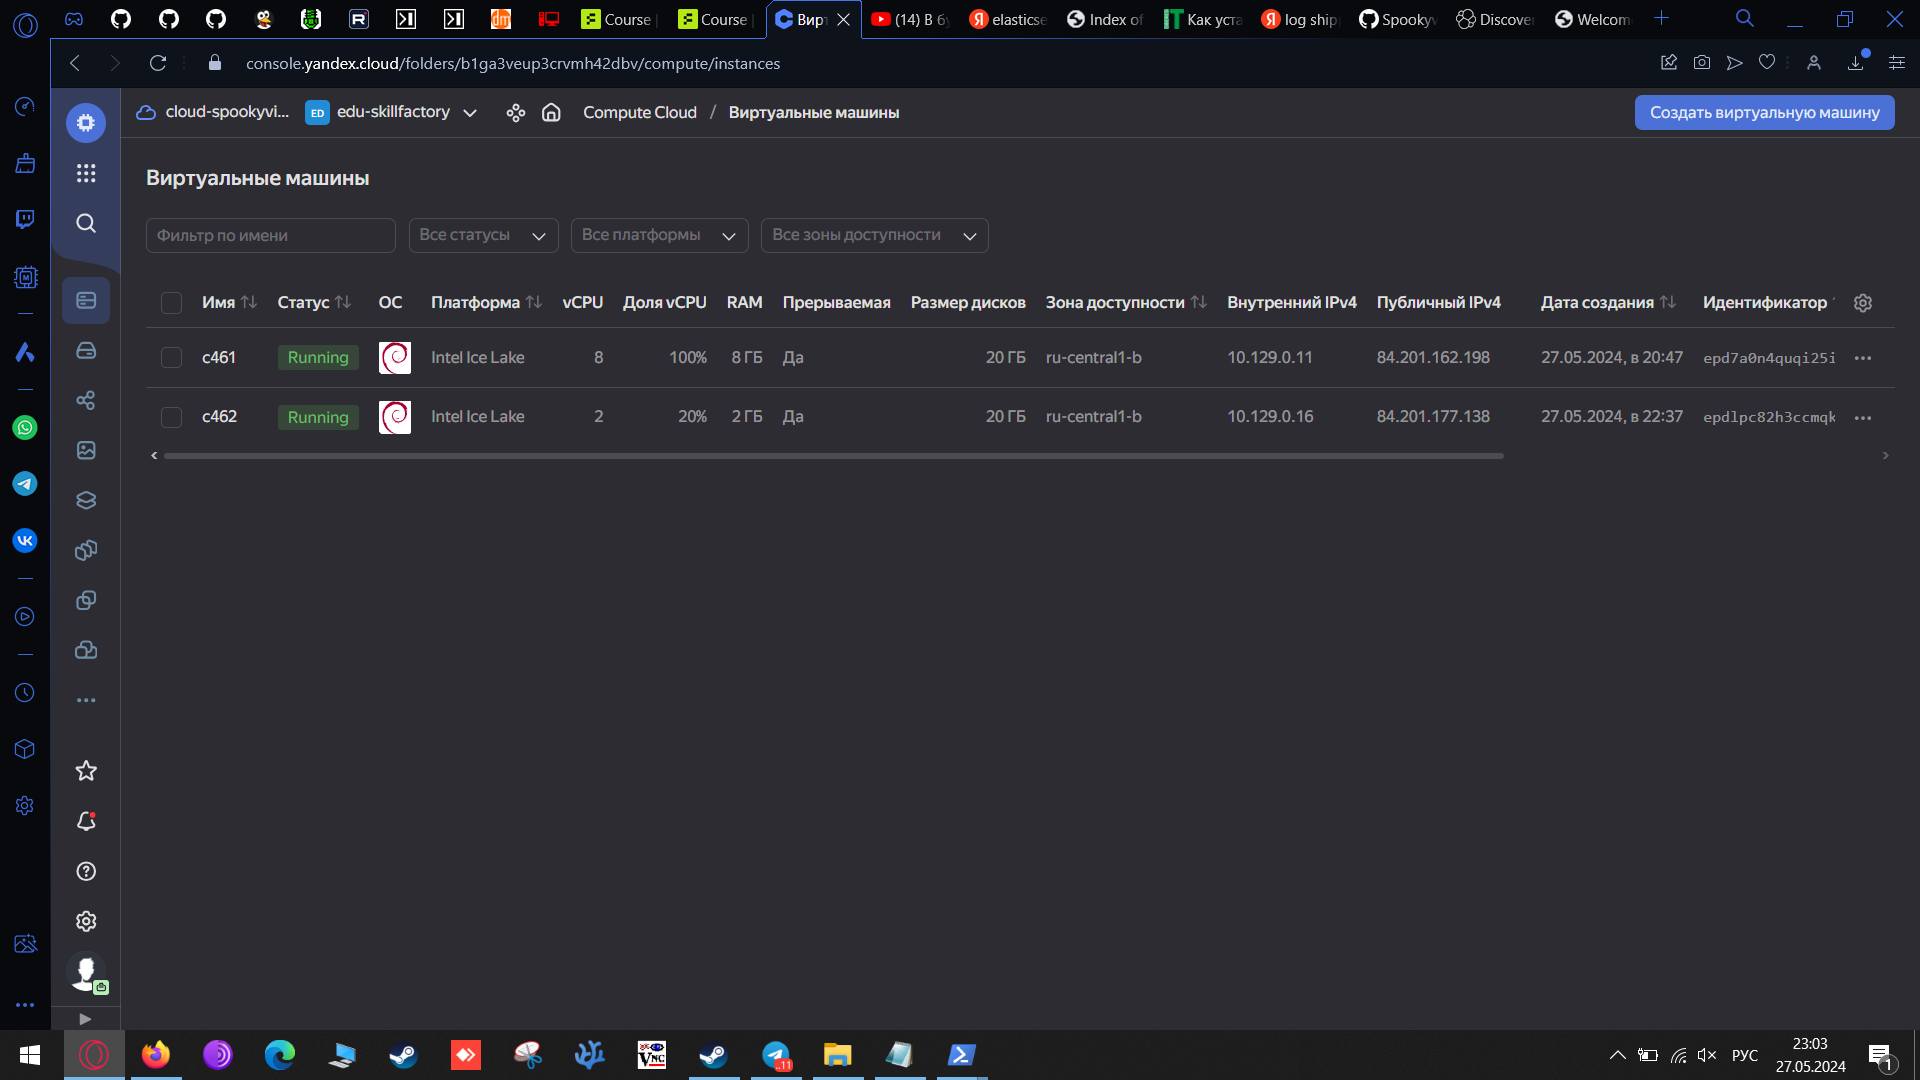 Course
Course
Вирт
(14) В бу
elasticse
Index of
Как уста
log ship
Spookyv
Discover
Welcom
console.yandex.cloud/folders/b1ga3veup3crvmh42dbv/compute/instances
cloud-spookyvi...
ED
edu-skillfactory
Compute Cloud / Виртуальные машины
Создать виртуальную машину
Виртуальные машины
Фильтр по имени
Все статусы
Все платформы
Все зоны доступности
Имя Статус ОС Платформа vCPU Доля vCPU RAM Прерываемая Размер дисков Зона доступности Внутренний IPv4 Публичный IPv4 Дата создания Идентификатор
c461 Running Intel Ice Lake 8 100% 8 ГБ Да 20 ГБ ru-central1-b 10.129.0.11 84.201.162.198 27.05.2024, в 20:47 epd7a0n4quqi25i
c462 Running Intel Ice Lake 2 20% 2 ГБ Да 20 ГБ ru-central1-b 10.129.0.16 84.201.177.138 27.05.2024, в 22:37 epdlpc82h3ccmqk
VNC
..11
РУС
23:03
27.05.2024
1